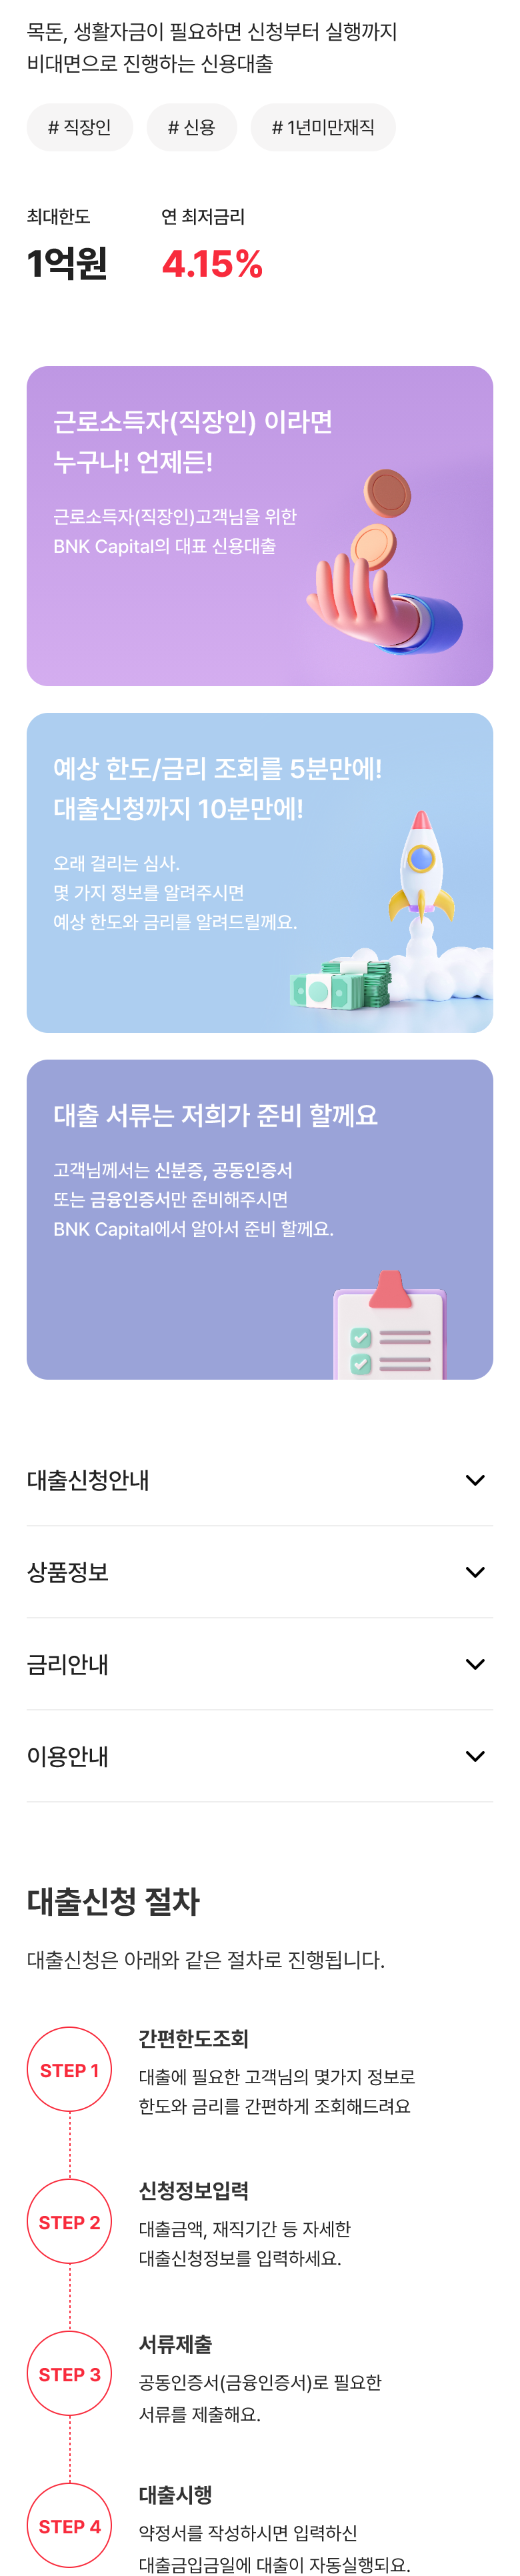 목돈, 생활자금이 필요하면 신청부터 실행까지
비대면으로 진행하는 신용대출
# 직장인
# 신용
# 1년미만재직
최대한도
연 최저금리
1억원
4.15%
근로소득자(직장인) 이라면
누구나! 언제든!
근로소득자(직장인)고객님을 위한
BNK Capital의 대표 신용대출
예상 한도/금리 조회를 5분만에!
대출신청까지 10분만에!
오래 걸리는 심사.
몇 가지 정보를 알려주시면
예상 한도와 금리를 알려드릴께요.
대출 서류는 저희가 준비 할께요
고객님께서는 신분증, 공동인증서
또는 금융인증서만 준비해주시면
BNK Capital에서 알아서 준비 할께요.
대출신청안내
상품정보
금리안내
이용안내
대출신청 절차
대출신청은 아래와 같은 절차로 진행됩니다.
STEP 1
간편한도조회
대출에 필요한 고객님의 몇가지 정보로
한도와 금리를 간편하게 조회해드려요
STEP 2
신청정보입력
대출금액, 재직기간 등 자세한
대출신청정보를 입력하세요.
STEP 3
서류제출
공동인증서(금융인증서)로 필요한
서류를 제출해요.
STEP 4
대출시행
약정서를 작성하시면 입력하신
대출금입금일에 대출이 자동실행되요.